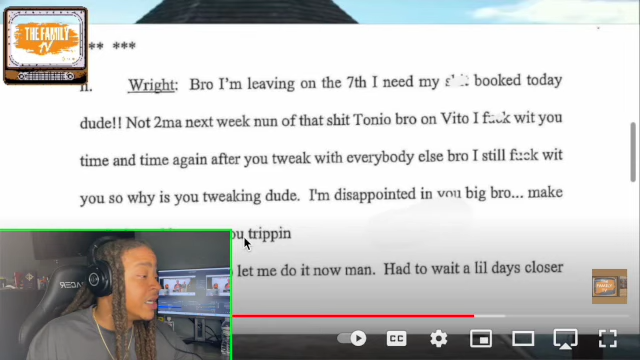 THE FAMILY
TV
** ***
n. Wright: Bro I'm leaving on the 7th I need my booked today
dude!! Not 2ma next week nun of that shit Tonio bro on Vito I fuck wit you
time and time again after you tweak with everybody else bro I still fuck wit
you so why is you tweaking dude. I'm disappointed in you big bro... make
you trippin
let me do it now man. Had to wait a lil days closer
CC